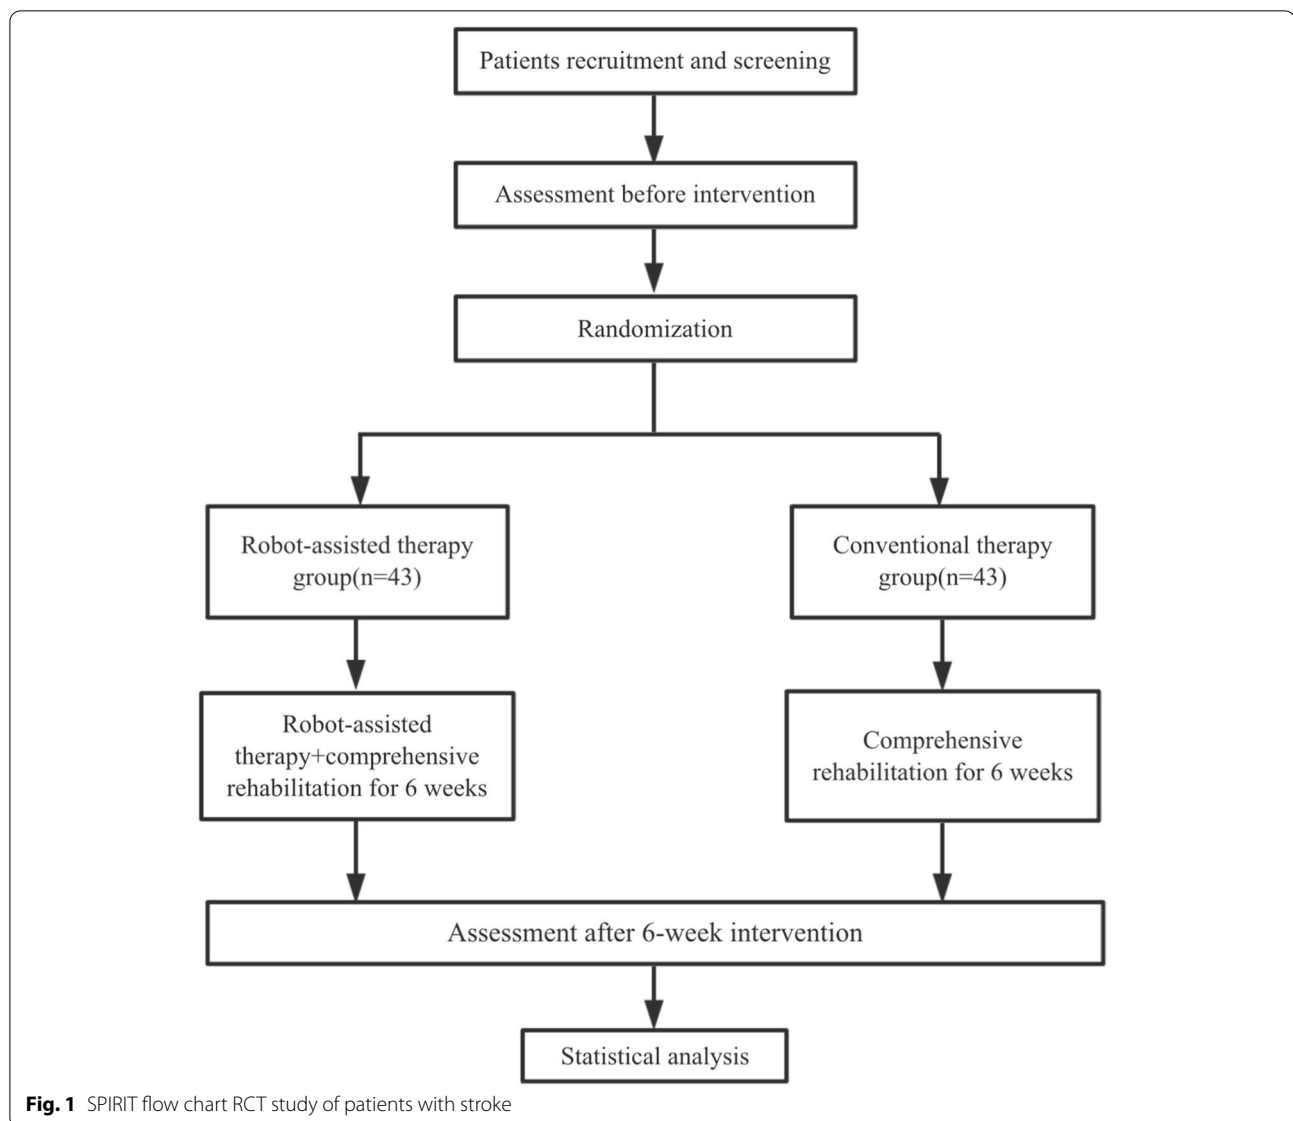 Patients recruitment and screening
Assessment before intervention
Randomization
Robot-assisted therapy
group(n=43)
Conventional therapy
group(n=43)
Robot-assisted
therapy+comprehensive
rehabilitation for 6 weeks
Comprehensive
rehabilitation for 6 weeks
Assessment after 6-week intervention
Statistical analysis
Fig. 1 SPIRIT flow chart RCT study of patients with stroke